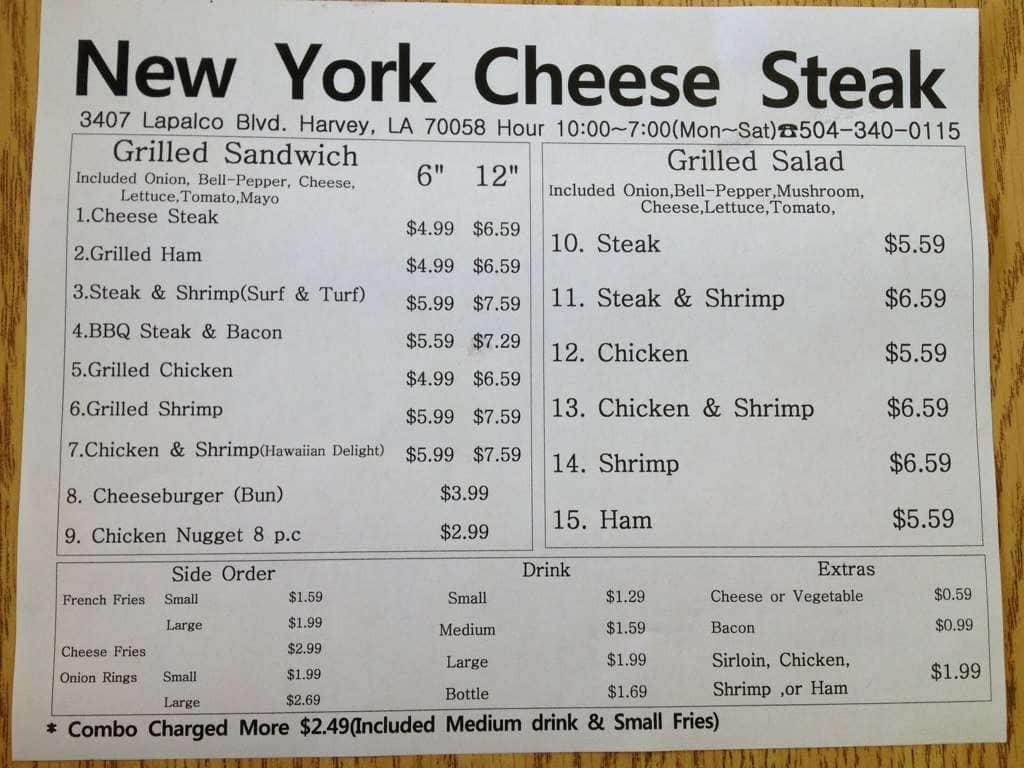 New York Cheese Steak
3407 Lapalco Blvd. Harvey, LA 70058 Hour 10:00~7:00(Mon~Sat)☎504-340-0115
Grilled Sandwich 6" 12"
Included Onion, Bell-Pepper, Cheese,
Lettuce,Tomato,Mayo
1.Cheese Steak $4.99 $6.59
2.Grilled Ham $4.99 $6.59
3.Steak & Shrimp(Surf & Turf) $5.99 $7.59
4.BBQ Steak & Bacon $5.59 $7.29
5.Grilled Chicken $4.99 $6.59
6.Grilled Shrimp $5.99 $7.59
7.Chicken & Shrimp(Hawaiian Delight) $5.99 $7.59
8. Cheeseburger (Bun) $3.99
9. Chicken Nugget 8 p.c $2.99
Grilled Salad
Included Onion,Bell-Pepper,Mushroom,
Cheese,Lettuce,Tomato,
10. Steak $5.59
11. Steak & Shrimp $6.59
12. Chicken $5.59
13. Chicken & Shrimp $6.59
14. Shrimp $6.59
15. Ham $5.59
Side Order
French Fries Small $1.59
Large $1.99
Cheese Fries $2.99
Onion Rings Small $1.99
Large $2.69
Drink
Small $1.29
Medium $1.59
Large $1.99
Bottle $1.69
Extras
Cheese or Vegetable $0.59
Bacon $0.99
Sirloin, Chicken,
Shrimp ,or Ham $1.99
* Combo Charged More $2.49(Included Medium drink & Small Fries)